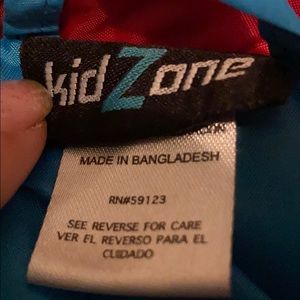 kidZone
MADE IN BANGLADESH
RN#59123
SEE REVERSE FOR CARE
VER EL REVERSO PARA EL
CUIDADO